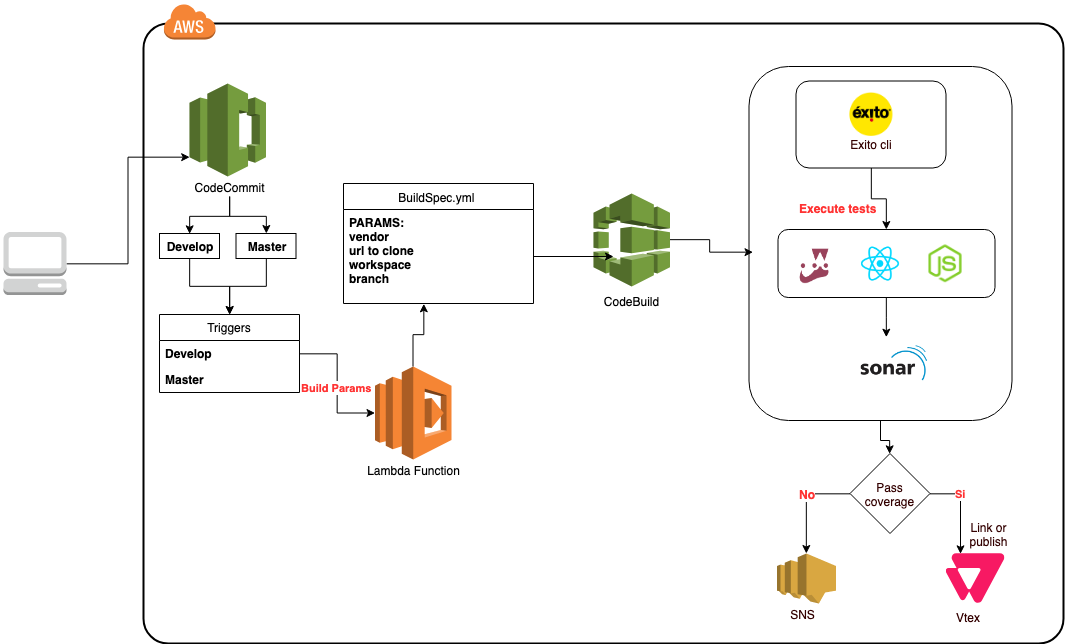 AWS
CodeCommit
Develop
Master
Triggers
Develop
Master
Build Params
Lambda Function
BuildSpec.yml
PARAMS:
vendor
url to clone
workspace
branch
CodeBuild
éxito
Exito cli
Execute tests
JS
sonar
Pass
coverage
No
Si
Link or
publish
SNS
Vtex